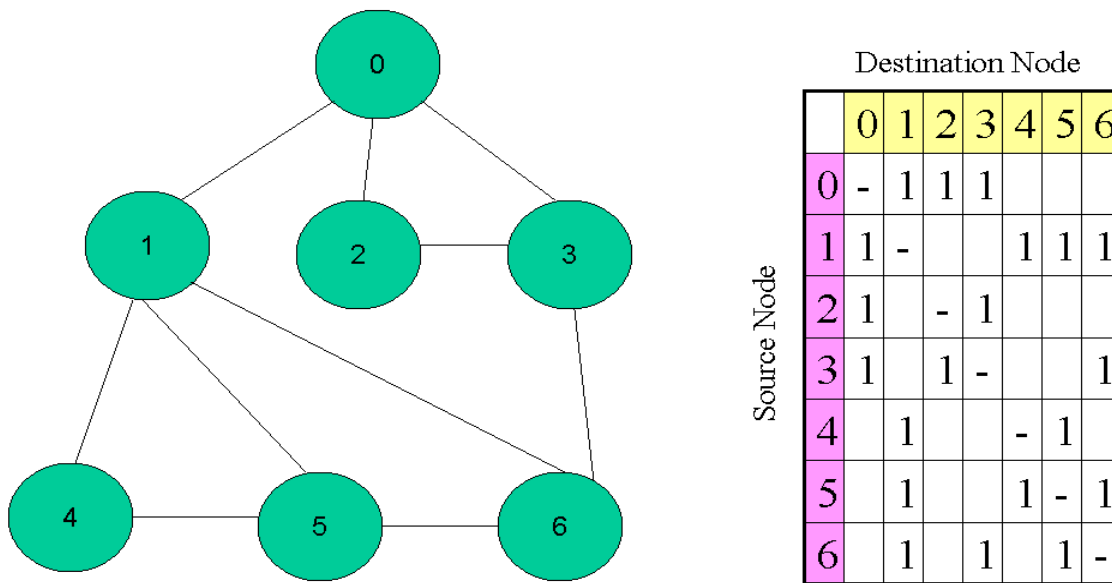 0
1
2
3
4
5
6
Destination Node
Source Node
0 1 2 3 4 5 6
0 - 1 1 1
1 1 - 1 1 1
2 1 - 1
3 1 1 - 1
4 1 - 1
5 1 1 - 1
6 1 1 1 -